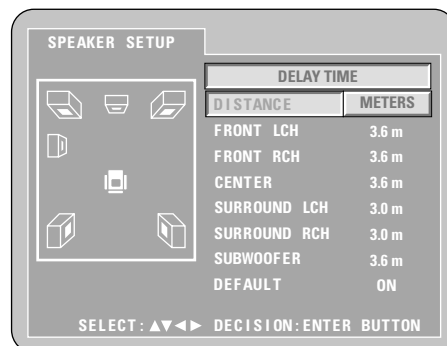 SPEAKER SETUP
DELAY TIME
DISTANCE METERS
FRONT LCH 3.6 m
FRONT RCH 3.6 m
CENTER 3.6 m
SURROUND LCH 3.0 m
SURROUND RCH 3.0 m
SUBWOOFER 3.6 m
DEFAULT ON
SELECT:▲▼◀▶ DECISION:ENTER BUTTON